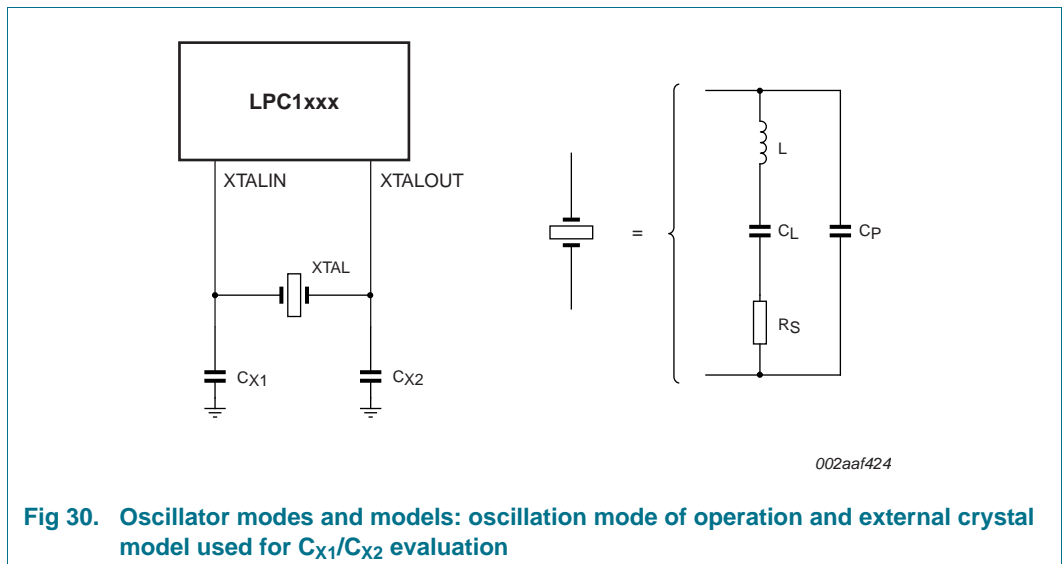 LPC1xxx
XTALIN
XTALOUT
XTAL
CX1
CX2
=
L
CL
CP
RS
002aaf424
Fig 30. Oscillator modes and models: oscillation mode of operation and external crystal
model used for CX1/CX2 evaluation